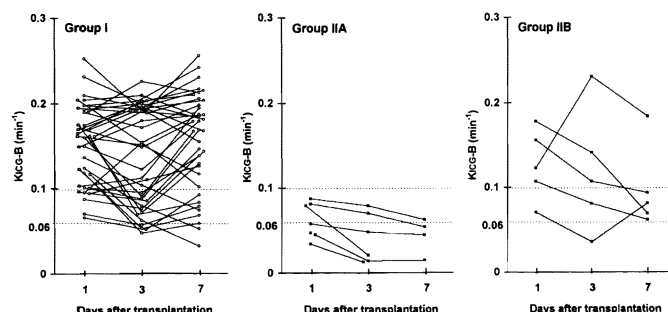 Group I
0.3
0.2
0.1
0.06
0
KICG-B (min-1)
1 3 7
Days after transplantation
Group IIA
0.3
0.2
0.1
0.06
0
KICG-B (min-1)
1 3 7
Days after transplantation
Group IIB
0.3
0.2
0.1
0.06
0
KICG-B (min-1)
1 3 7
Days after transplantation